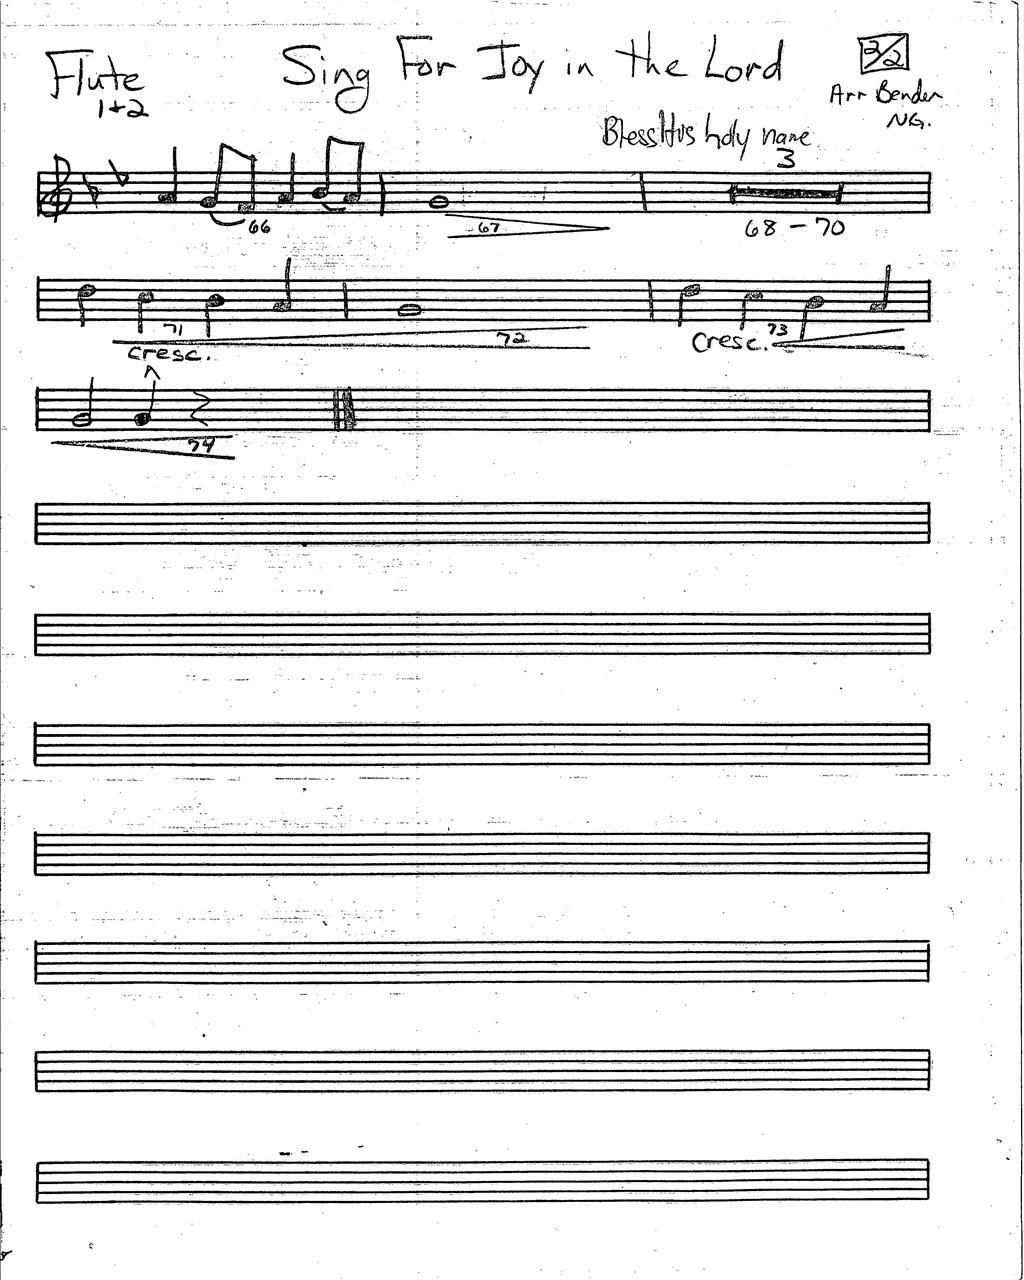 Flute
1+2
Sing For Joy in the Lord
2/2
Arr Bender
NG.
Bless His holy name
3
66
67
68 - 70
71
72
73
cresc.
cresc.
74